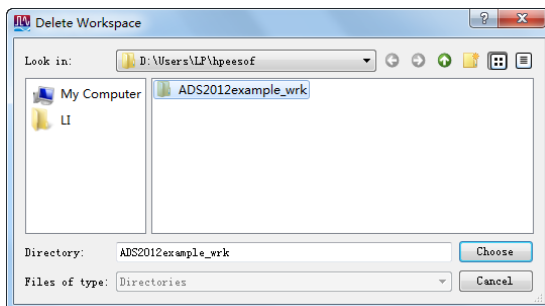 Delete Workspace
Look in: D:\Users\LP\hpeesof
My Computer
LI
ADS2012example_wrk
Directory: ADS2012example_wrk Choose
Files of type: Directories Cancel